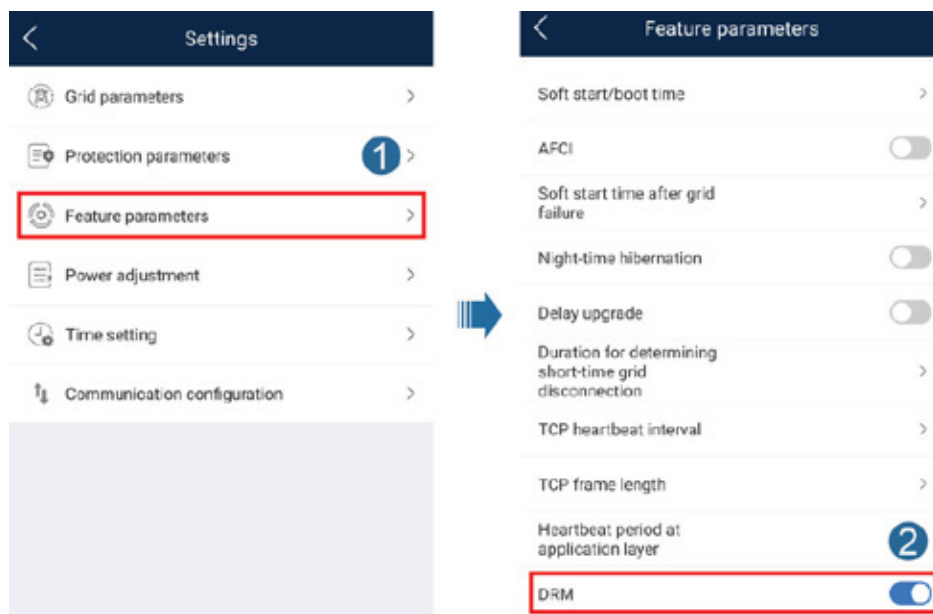 Settings
Grid parameters
Protection parameters
1
Feature parameters
Power adjustment
Time setting
Communication configuration
Feature parameters
Soft start/boot time
AFCI
Soft start time after grid
failure
Night-time hibernation
Delay upgrade
Duration for determining
short-time grid
disconnection
TCP heartbeat interval
TCP frame length
Heartbeat period at
application layer
2
DRM